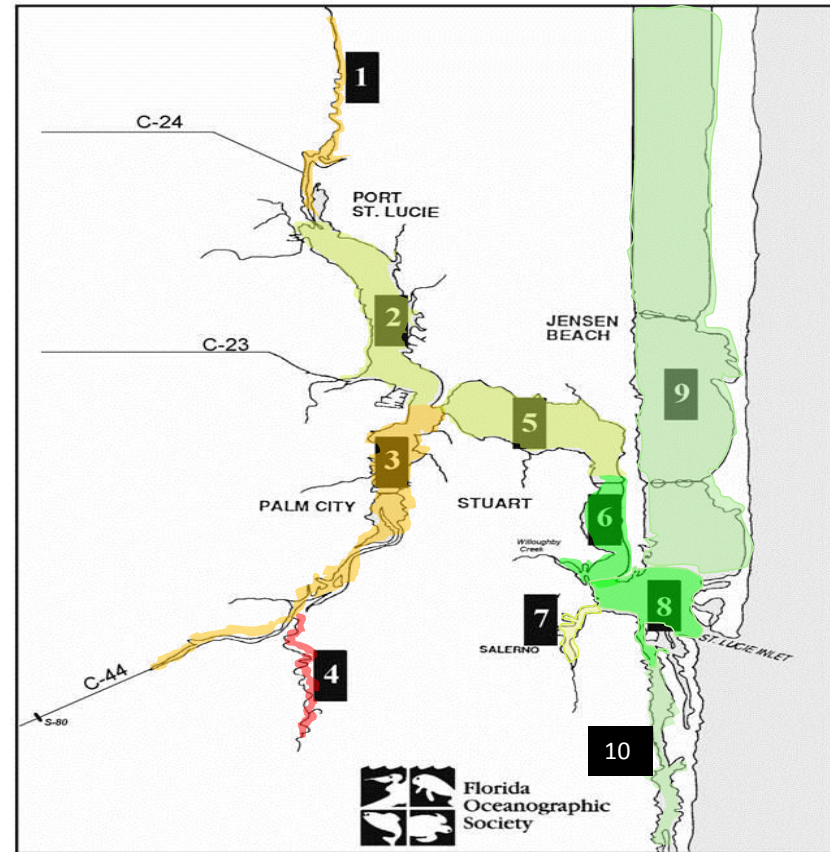 1
C-24
PORT
ST. LUCIE
2
JENSEN
BEACH
C-23
9
5
3
PALM CITY
STUART
6
Willoughby
Creek
8
7
ST. LUCIE INLET
SALERNO
4
C-44
S-80
10
Florida
Oceanographic
Society